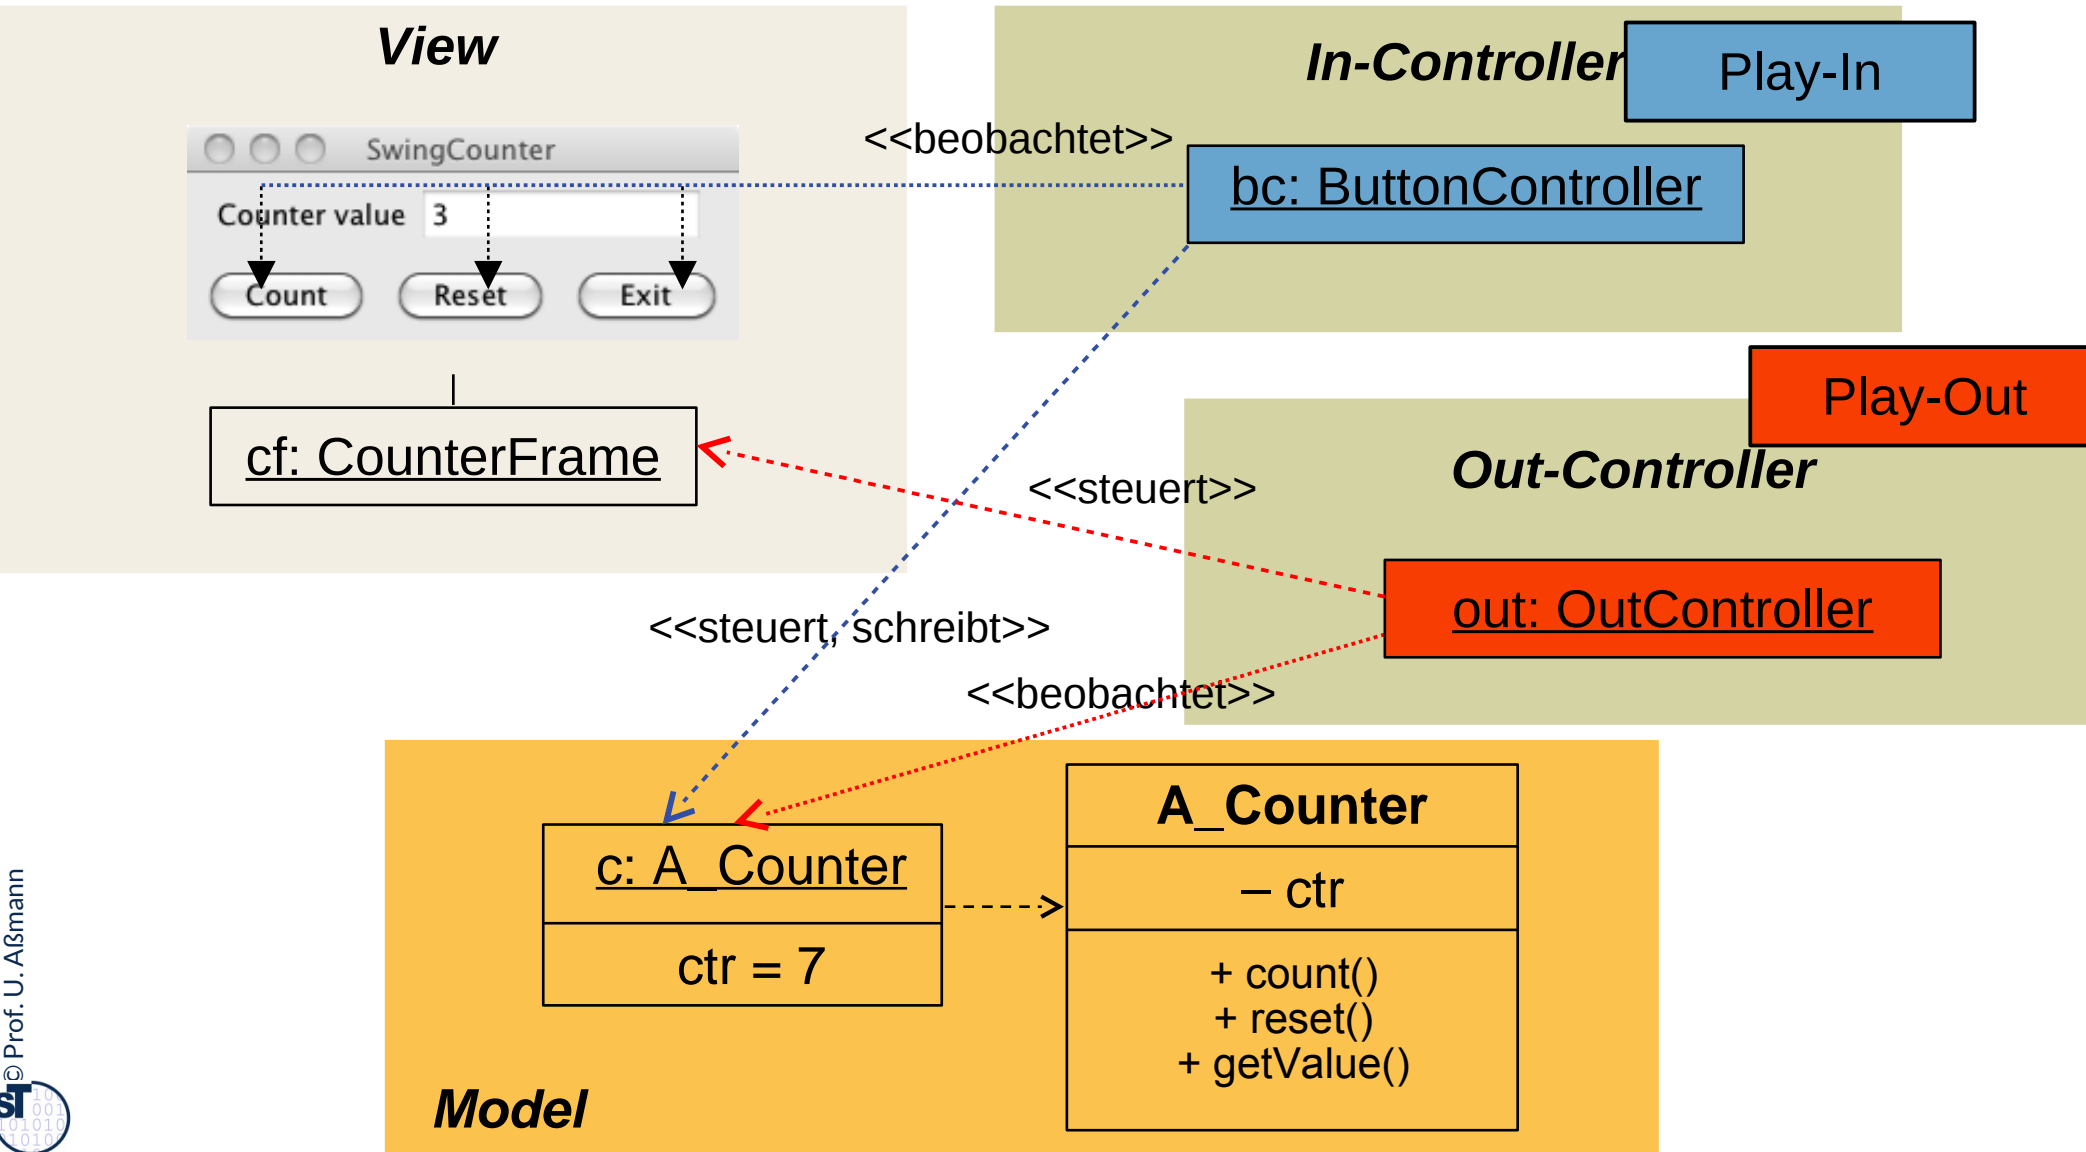 View
In-Controller
Play-In
SwingCounter
<<beobachtet>>
bc: ButtonController
Counter value 3
Count
Reset
Exit
Play-Out
cf: CounterFrame
<<steuert>>
Out-Controller
out: OutController
<<steuert, schreibt>>
<<beobachtet>>
c: A_Counter
ctr = 7
A_Counter
– ctr
+ count()
+ reset()
+ getValue()
Model
© Prof. U. Aßmann
ST